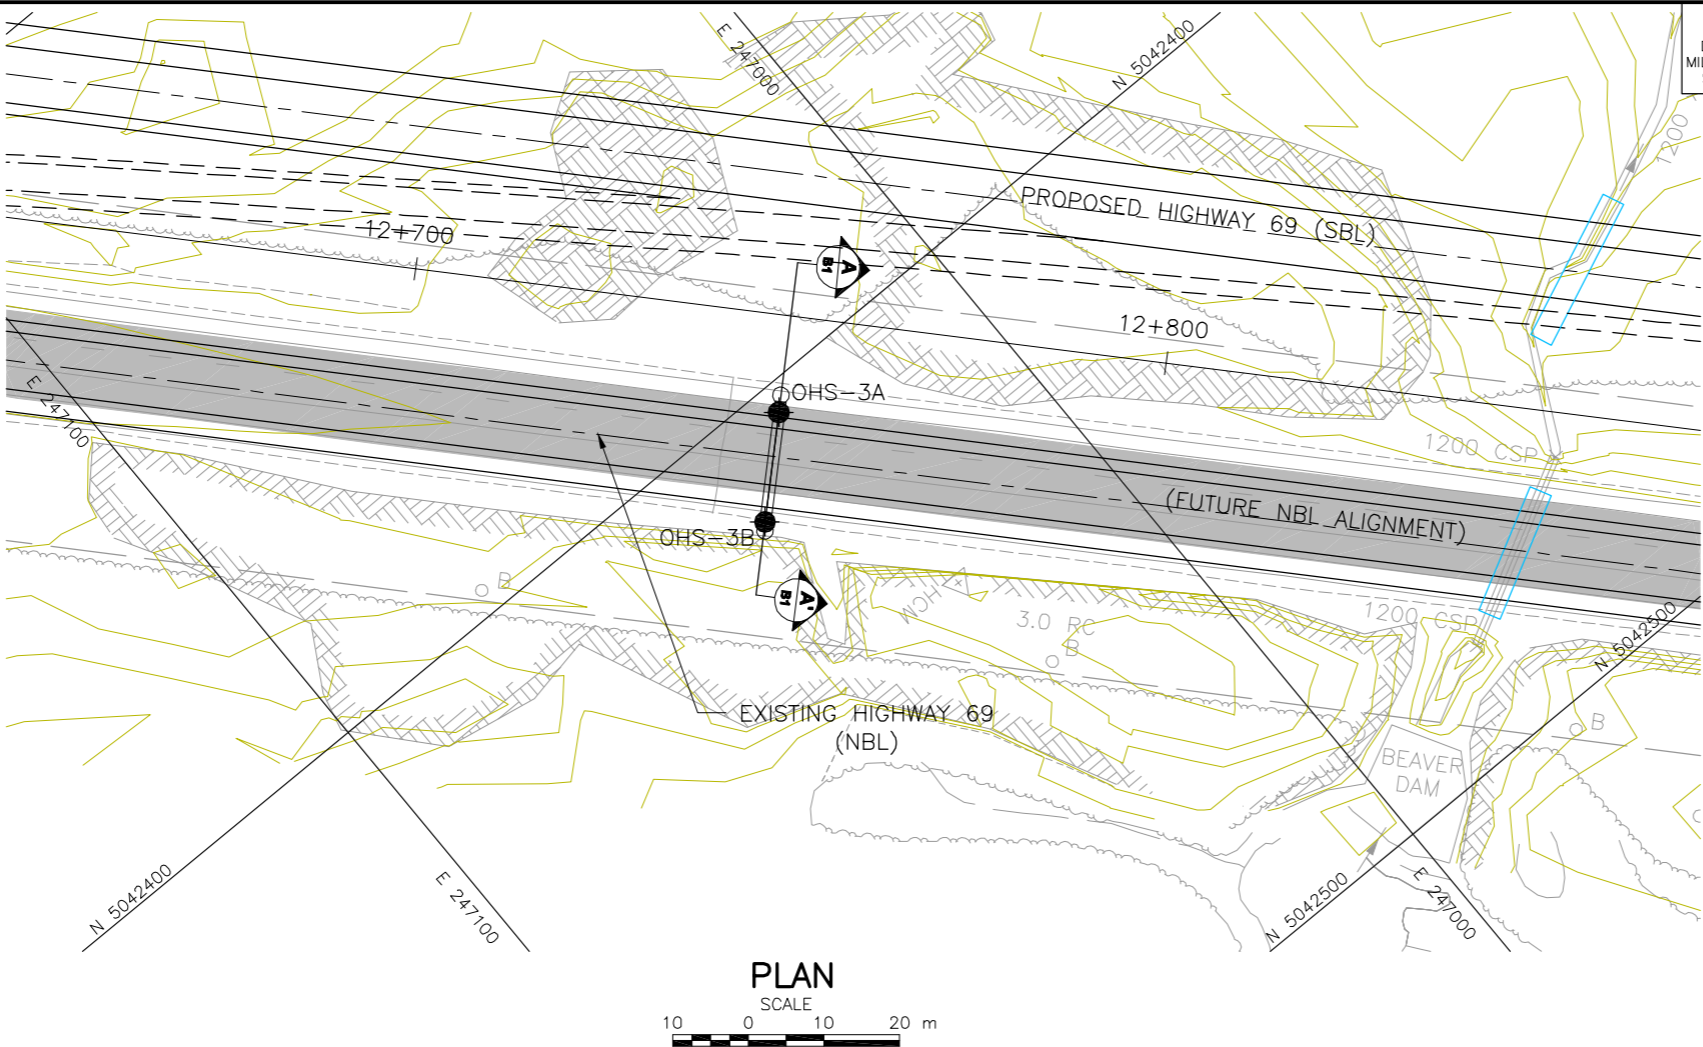 E 247000
N 5042400
1200
PROPOSED HIGHWAY 69 (SBL)
12+700
A
B1
12+800
E 247100
OHS-3A
1200 CSP
(FUTURE NBL ALIGNMENT)
OHS-3B
B
A'
B1
HCM
3.0 RC
B
1200 CSP
N 5042500
EXISTING HIGHWAY 69
(NBL)
B
BEAVER
DAM
N 5042400
E 247100
N 5042500
E 247000
PLAN
SCALE
10 0 10 20 m